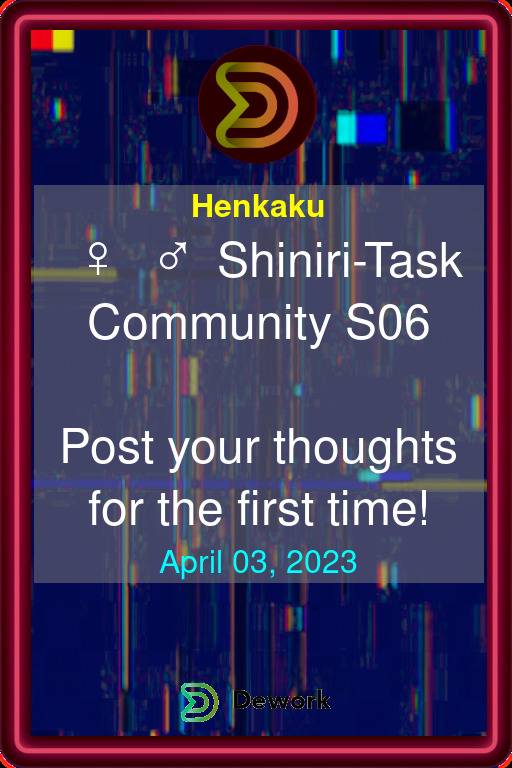 Henkaku
♀ ♂ Shiniri-Task
Community S06
Post your thoughts
for the first time!
April 03, 2023
Dework